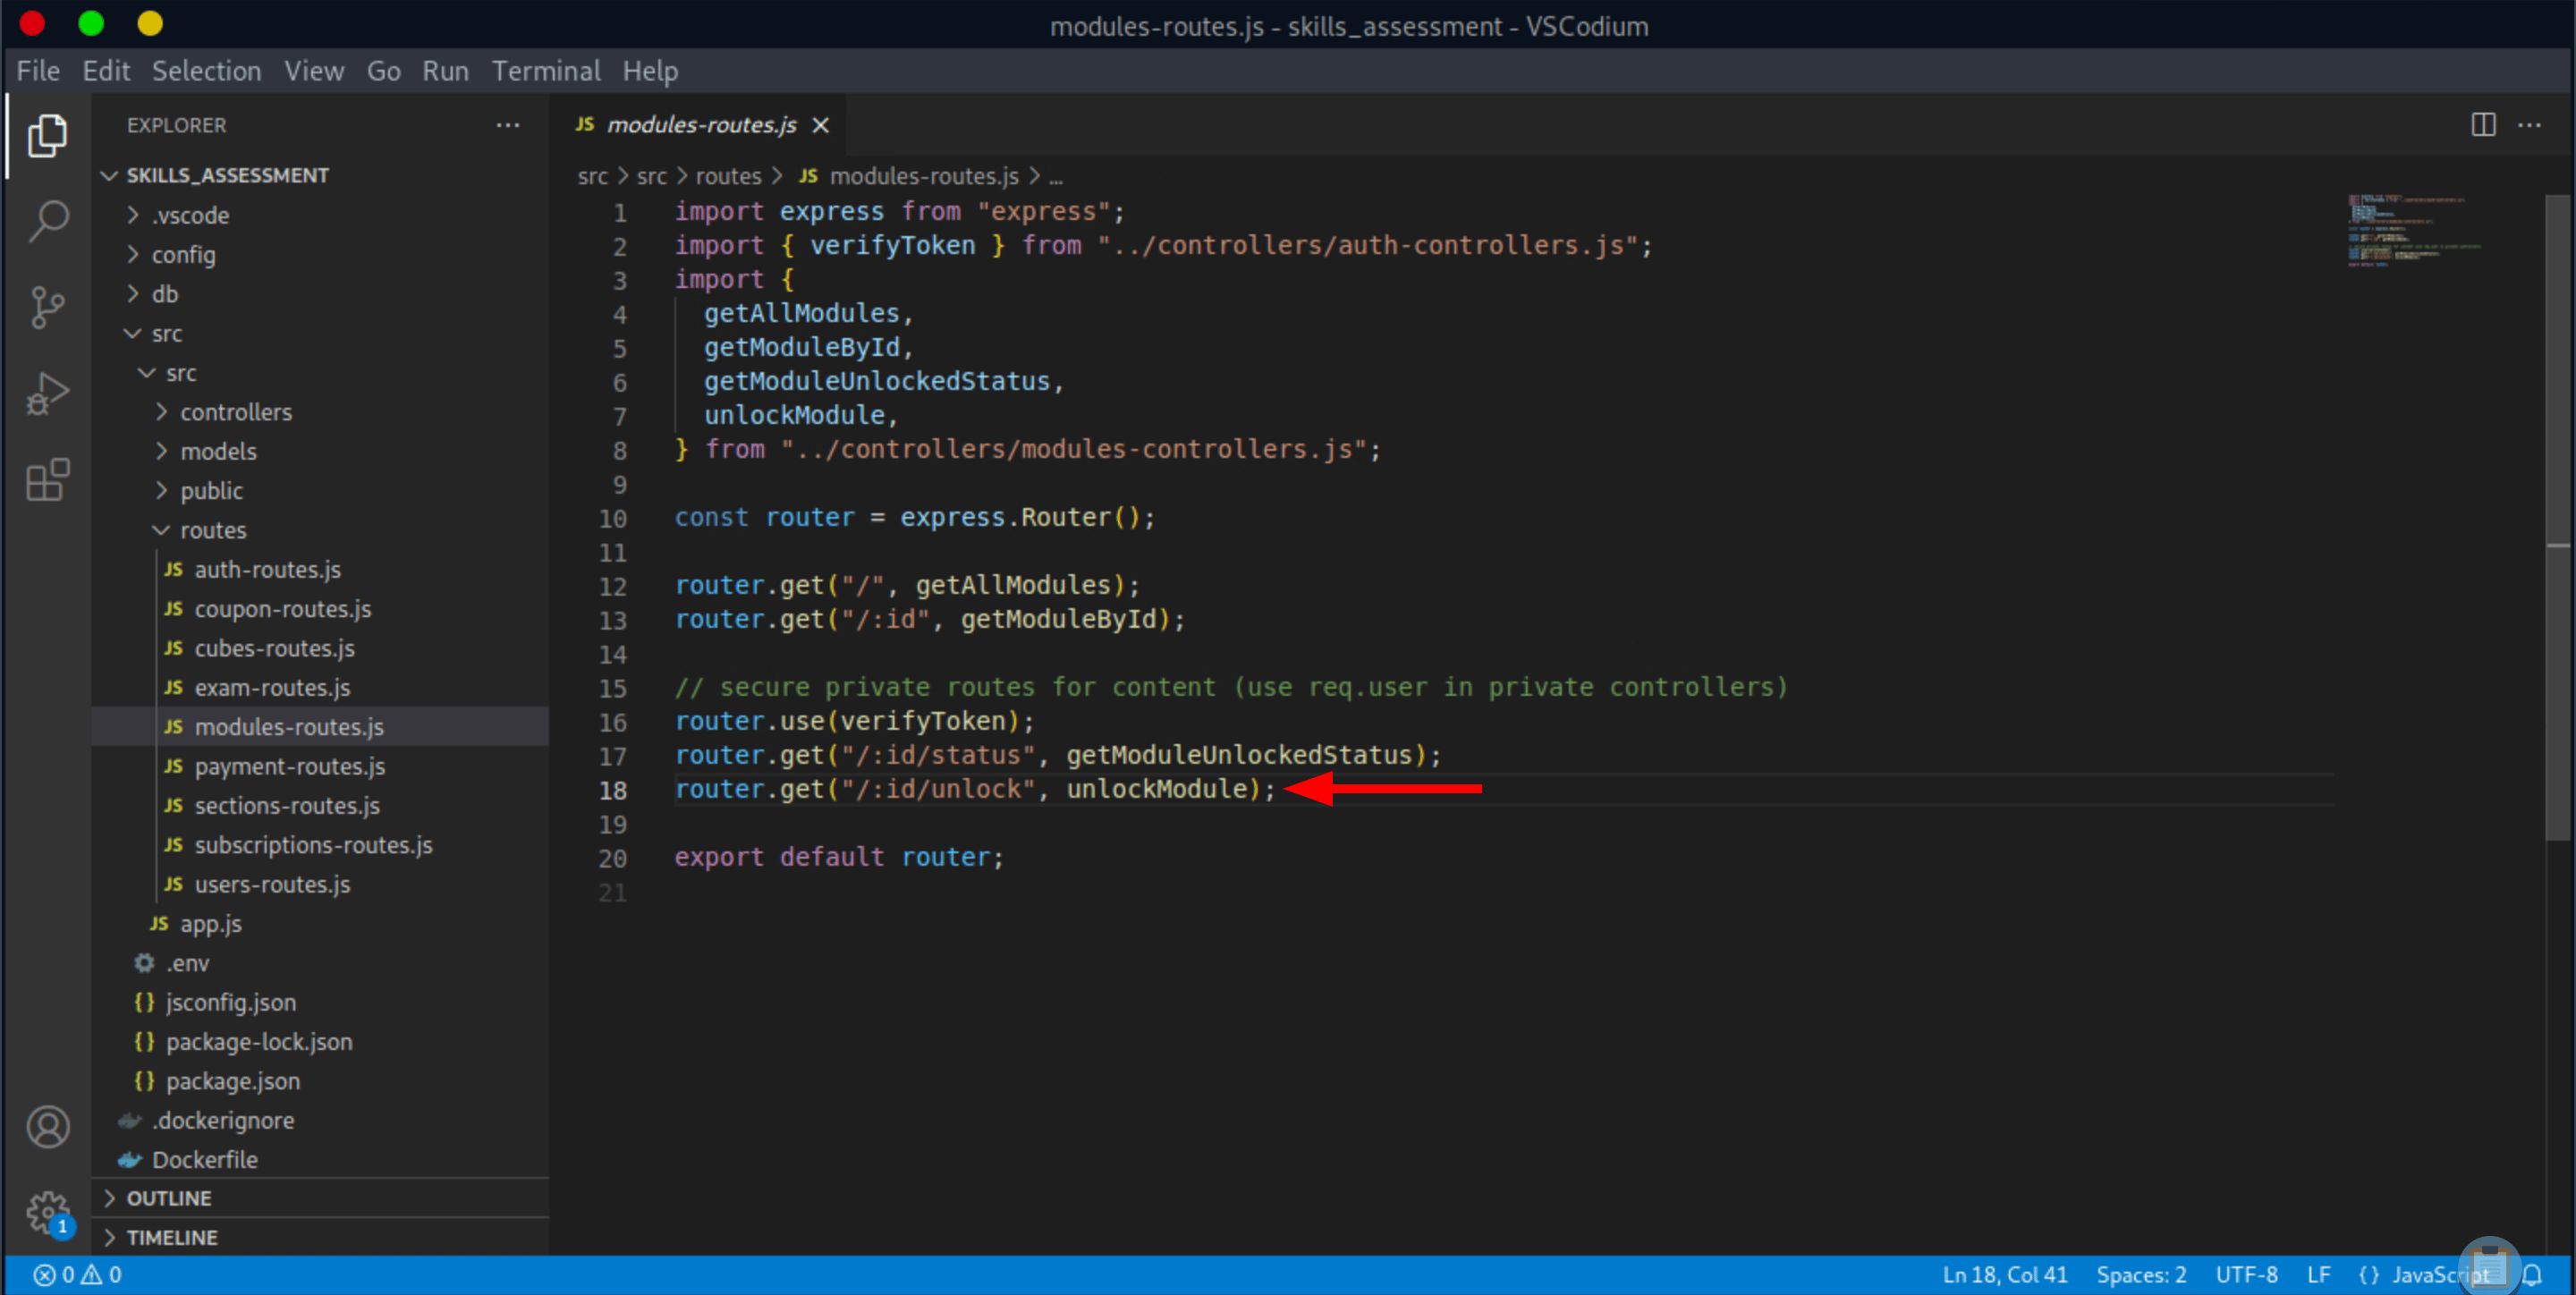 modules-routes.js - skills_assessment - VSCodium
File Edit Selection View Go Run Terminal Help
EXPLORER
SKILLS_ASSESSMENT
.vscode
config
db
src
src
controllers
models
public
routes
JS auth-routes.js
JS coupon-routes.js
JS cubes-routes.js
JS exam-routes.js
JS modules-routes.js
JS payment-routes.js
JS sections-routes.js
JS subscriptions-routes.js
JS users-routes.js
JS app.js
.env
{} jsconfig.json
{} package-lock.json
{} package.json
.dockerignore
Dockerfile
OUTLINE
TIMELINE
1
JS modules-routes.js
src > src > routes > JS modules-routes.js > ...
1 import express from "express";
2 import { verifyToken } from "../controllers/auth-controllers.js";
3 import {
4 getAllModules,
5 getModuleById,
6 getModuleUnlockedStatus,
7 unlockModule,
8 } from "../controllers/modules-controllers.js";
9
10 const router = express.Router();
11
12 router.get("/", getAllModules);
13 router.get("/:id", getModuleById);
14
15 // secure private routes for content (use req.user in private controllers)
16 router.use(verifyToken);
17 router.get("/:id/status", getModuleUnlockedStatus);
18 router.get("/:id/unlock", unlockModule);
19
20 export default router;
21
0 0
Ln 18, Col 41 Spaces: 2 UTF-8 LF {} JavaScript